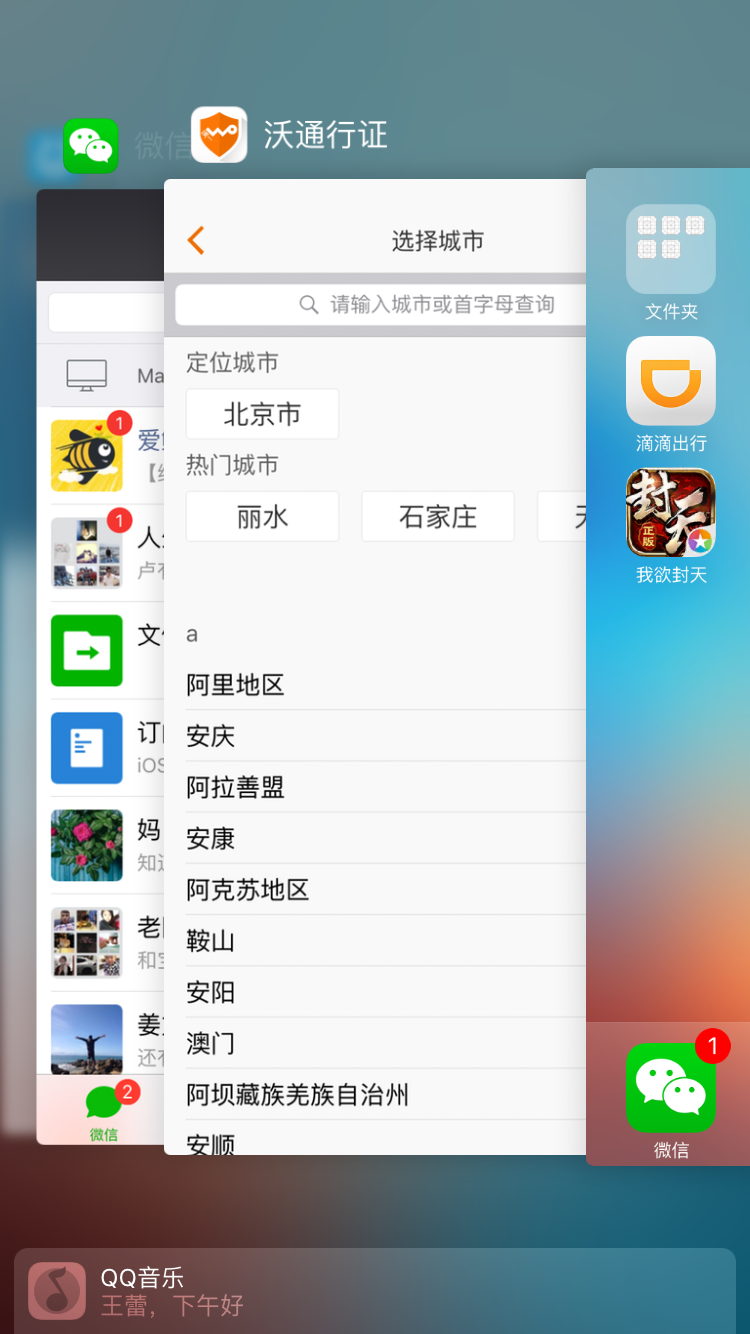 微信
沃通行证
选择城市
请输入城市或首字母查询
定位城市
北京市
热门城市
丽水 石家庄
a
阿里地区
安庆
阿拉善盟
安康
阿克苏地区
鞍山
安阳
澳门
阿坝藏族羌族自治州
安顺
Ma
1
爱
1
人
卢
文
订
iOS
妈
知
老
和
姜
还
2
微信
文件夹
滴滴出行
封天
正版
我欲封天
1
微信
QQ音乐
王蕾，下午好